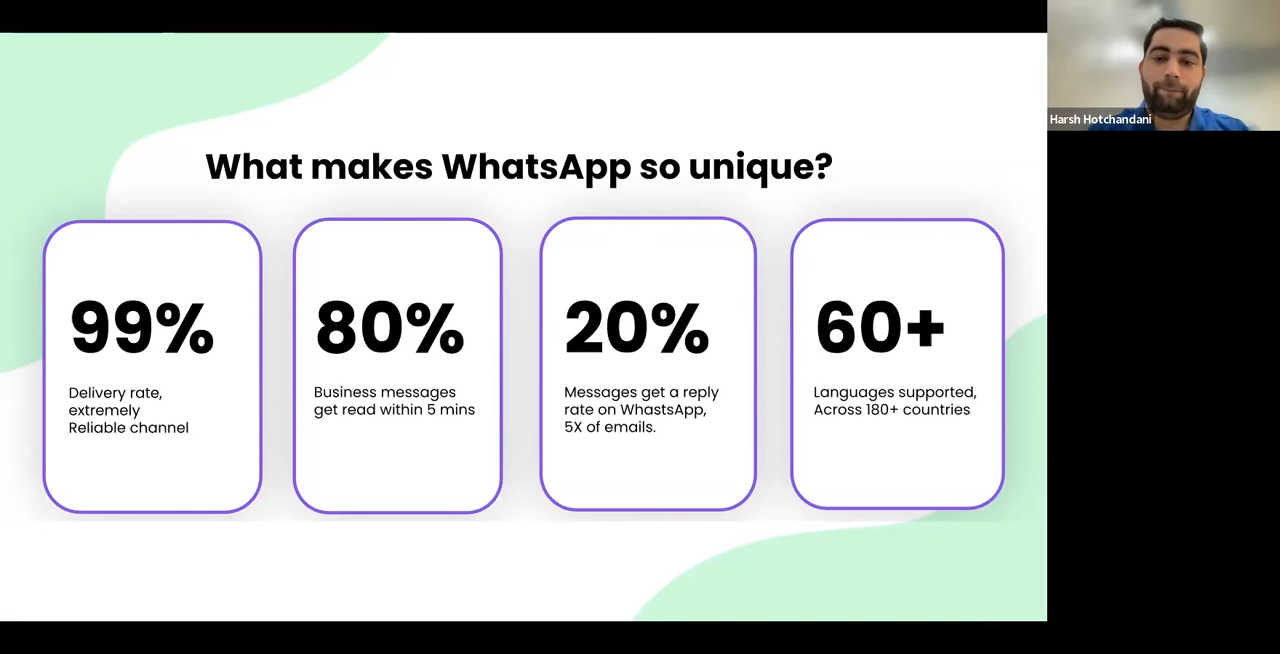 What makes WhatsApp so unique?
99%
Delivery rate,
extremely
Reliable channel
80%
Business messages
get read within 5 mins
20%
Messages get a reply
rate on WhastsApp,
5X of emails.
60+
Languages supported,
Across 180+ countries
Harsh Hotchandani